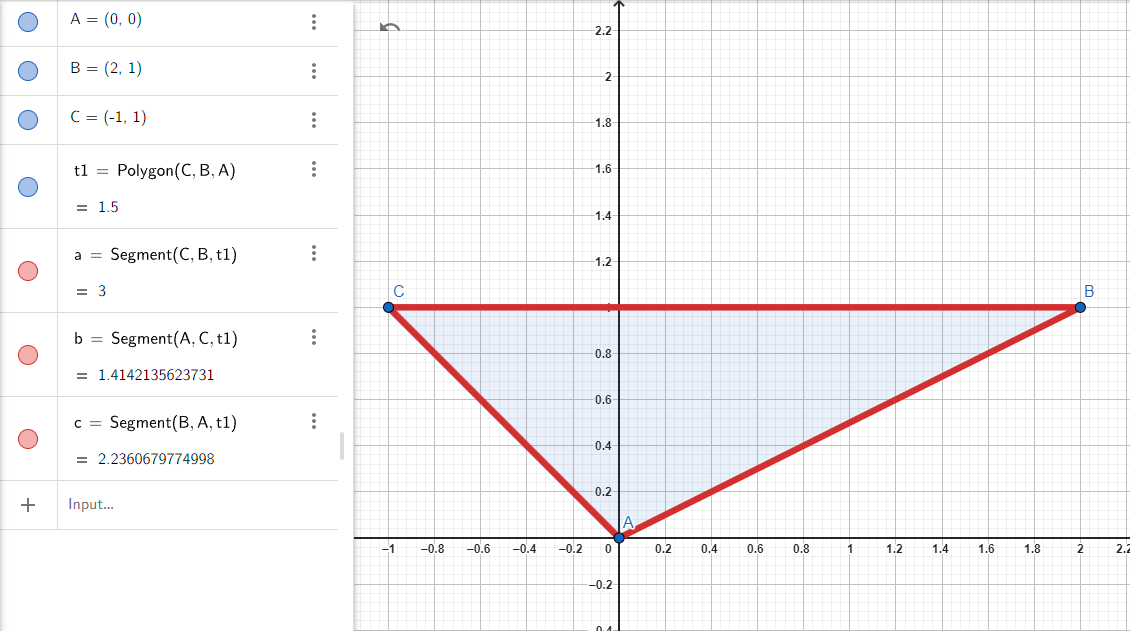 A = (0, 0)
B = (2, 1)
C = (-1, 1)
t1 = Polygon(C, B, A)
= 1.5
a = Segment(C, B, t1)
= 3
b = Segment(A, C, t1)
= 1.4142135623731
c = Segment(B, A, t1)
= 2.2360679774998
+ Input...
2.2
2
1.8
1.6
1.4
1.2
C
B
1
0.8
0.6
0.4
0.2
A
−1 −0.8 −0.6 −0.4 −0.2 0 0.2 0.4 0.6 0.8 1 1.2 1.4 1.6 1.8 2 2.2
−0.2